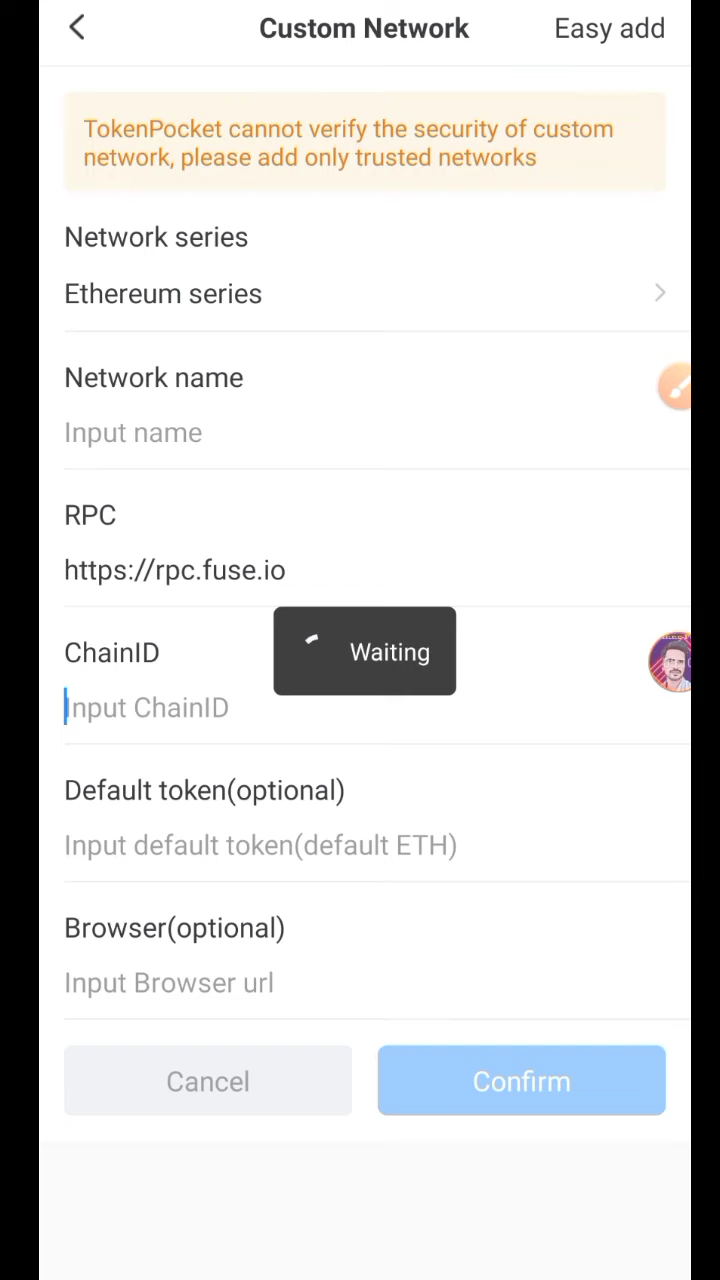 Custom Network
Easy add
TokenPocket cannot verify the security of custom
network, please add only trusted networks
Network series
Ethereum series
Network name
Input name
RPC
https://rpc.fuse.io
Waiting
ChainID
Input ChainID
Default token(optional)
Input default token(default ETH)
Browser(optional)
Input Browser url
Cancel
Confirm